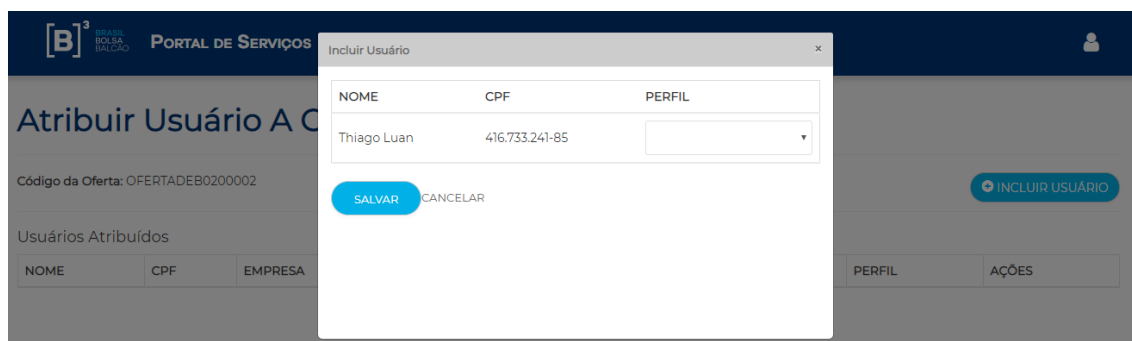 [B]³ BRASIL
BOLSA
BALCÃO
PORTAL DE SERVIÇOS
Incluir Usuário
×
NOME CPF PERFIL
Thiago Luan 416.733.241-85
SALVAR CANCELAR
Atribuir Usuário A
Código da Oferta: OFERTADEB0200002
INCLUIR USUÁRIO
Usuários Atribuídos
NOME CPF EMPRESA PERFIL AÇÕES